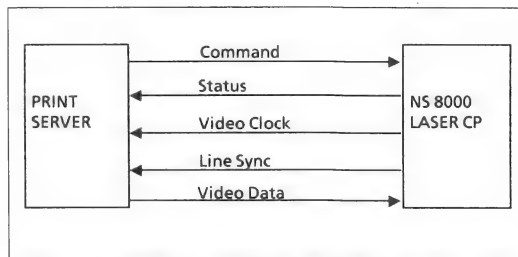 Command
Status
PRINT
SERVER
NS 8000
LASER CP
Video Clock
Line Sync
Video Data